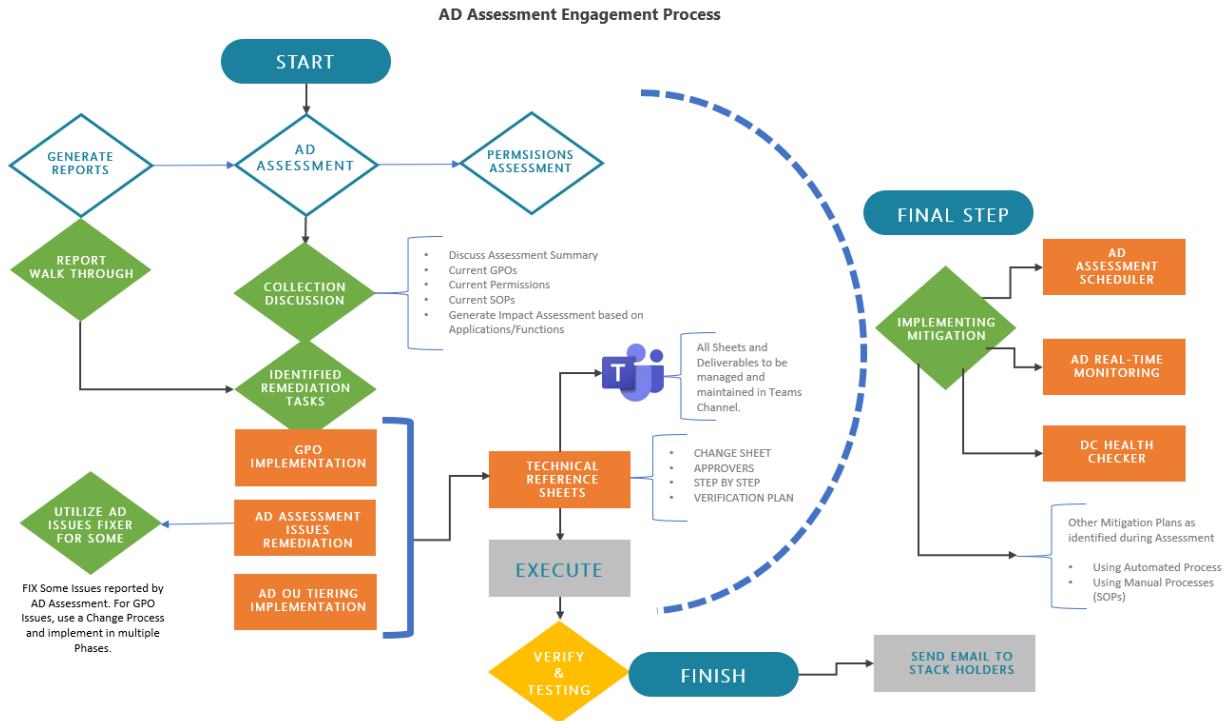 AD Assessment Engagement Process
START
GENERATE
REPORTS
AD
ASSESSMENT
PERMSISIONS
ASSESSMENT
REPORT
WALK THROUGH
COLLECTION
DISCUSSION
• Discuss Assessment Summary
• Current GPOs
• Current Permissions
• Current SOPs
• Generate Impact Assessment based on
Applications/Functions
IDENTIFIED
REMEDIATION
TASKS
GPO
IMPLEMENTATION
AD ASSESSMENT
ISSUES
REMEDIATION
AD OU TIERING
IMPLEMENTATION
UTILIZE AD
ISSUES FIXER
FOR SOME
FIX Some Issues reported by
AD Assessment. For GPO
Issues, use a Change Process
and implement in multiple
Phases.
T
All Sheets and
Deliverables to be
managed and
maintained in Teams
Channel.
TECHNICAL
REFERENCE
SHEETS
• CHANGE SHEET
• APPROVERS
• STEP BY STEP
• VERIFICATION PLAN
EXECUTE
VERIFY
&
TESTING
FINISH
SEND EMAIL TO
STACK HOLDERS
FINAL STEP
IMPLEMENTING
MITIGATION
AD
ASSESSMENT
SCHEDULER
AD REAL-TIME
MONITORING
DC HEALTH
CHECKER
Other Mitigation Plans as
identified during Assessment
• Using Automated Process
• Using Manual Processes
(SOPs)